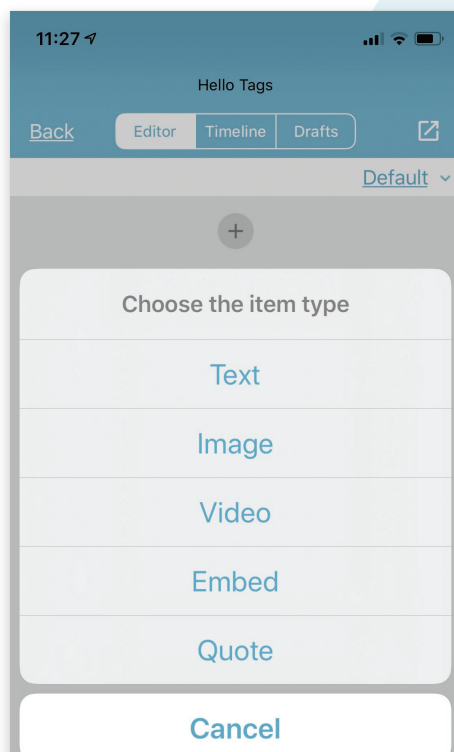 11:27
Hello Tags
Back Editor Timeline Drafts
Default
Choose the item type
Text
Image
Video
Embed
Quote
Cancel